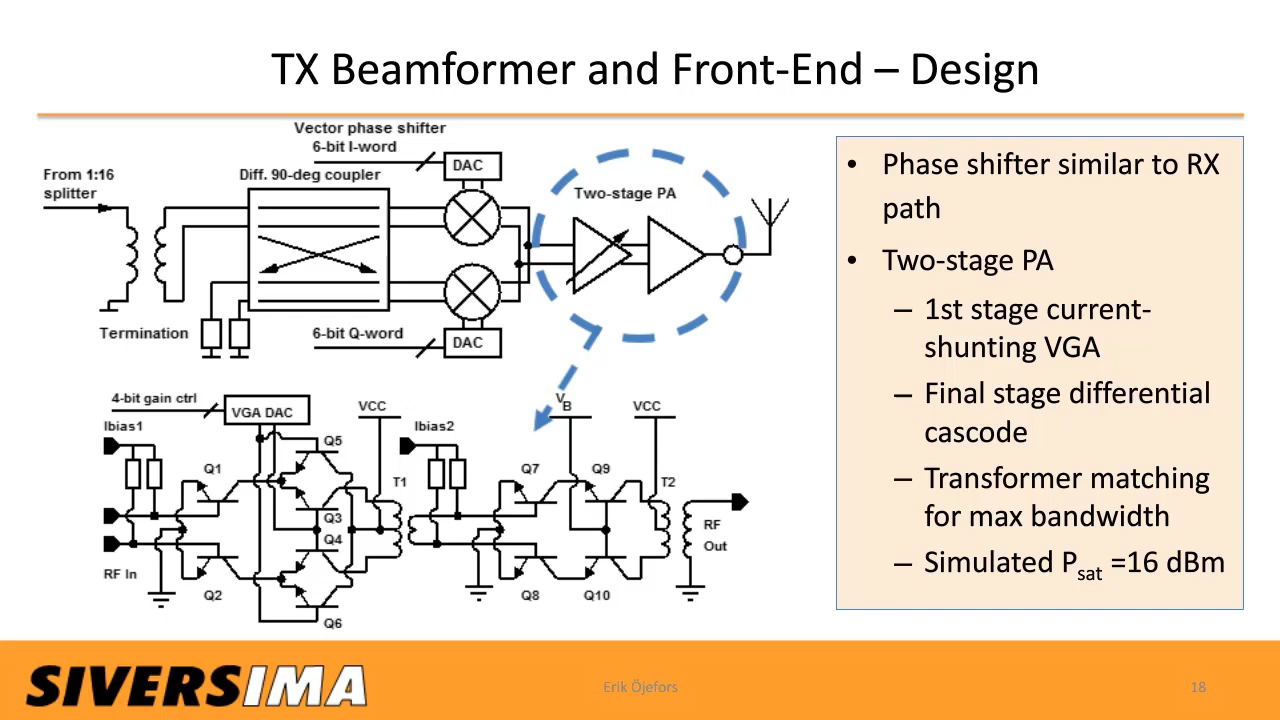 TX Beamformer and Front-End – Design
Vector phase shifter
6-bit I-word
DAC
From 1:16
splitter
Diff. 90-deg coupler
Two-stage PA
Termination
6-bit Q-word
DAC
4-bit gain ctrl
VGA DAC
VCC
VB
VCC
Ibias1
Ibias2
Q5
Q1
Q7
Q9
T1
T2
Q3
Q4
RF
Out
RF In
Q2
Q8
Q10
Q6
• Phase shifter similar to RX
path
• Two-stage PA
– 1st stage current-
shunting VGA
– Final stage differential
cascode
– Transformer matching
for max bandwidth
– Simulated Psat =16 dBm
SIVERSIMA
Erik Öjefors
18